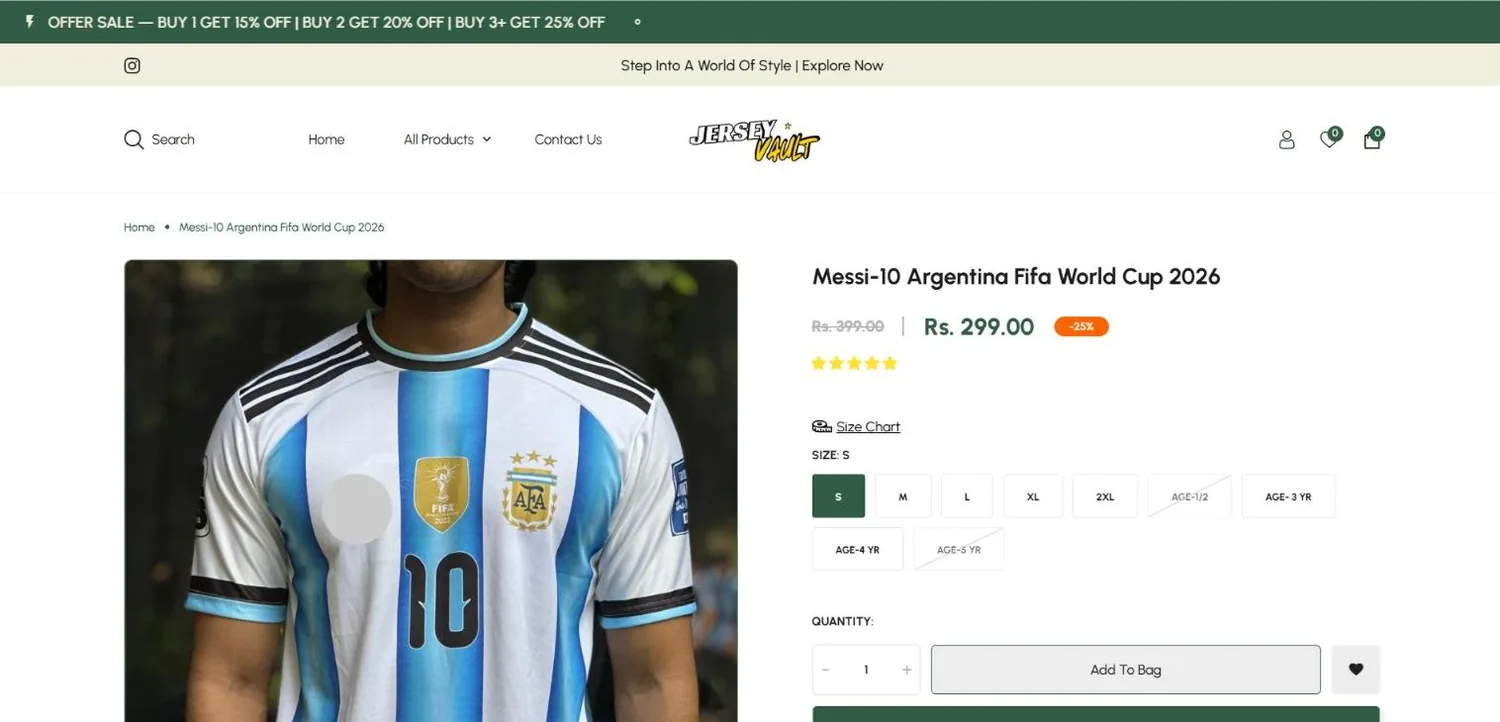 OFFER SALE — BUY 1 GET 15% OFF | BUY 2 GET 20% OFF | BUY 3+ GET 25% OFF
Step Into A World Of Style | Explore Now
Search Home All Products Contact Us JERSEY VAULT 0 0
Home • Messi-10 Argentina Fifa World Cup 2026
Messi-10 Argentina Fifa World Cup 2026
Rs. 399.00 | Rs. 299.00 -25%
Size Chart
SIZE: S
S M L XL 2XL AGE-1/2 AGE- 3 YR
AGE-4 YR AGE-5 YR
QUANTITY:
- 1 + Add To Bag
FIFA
2022
AFA
10